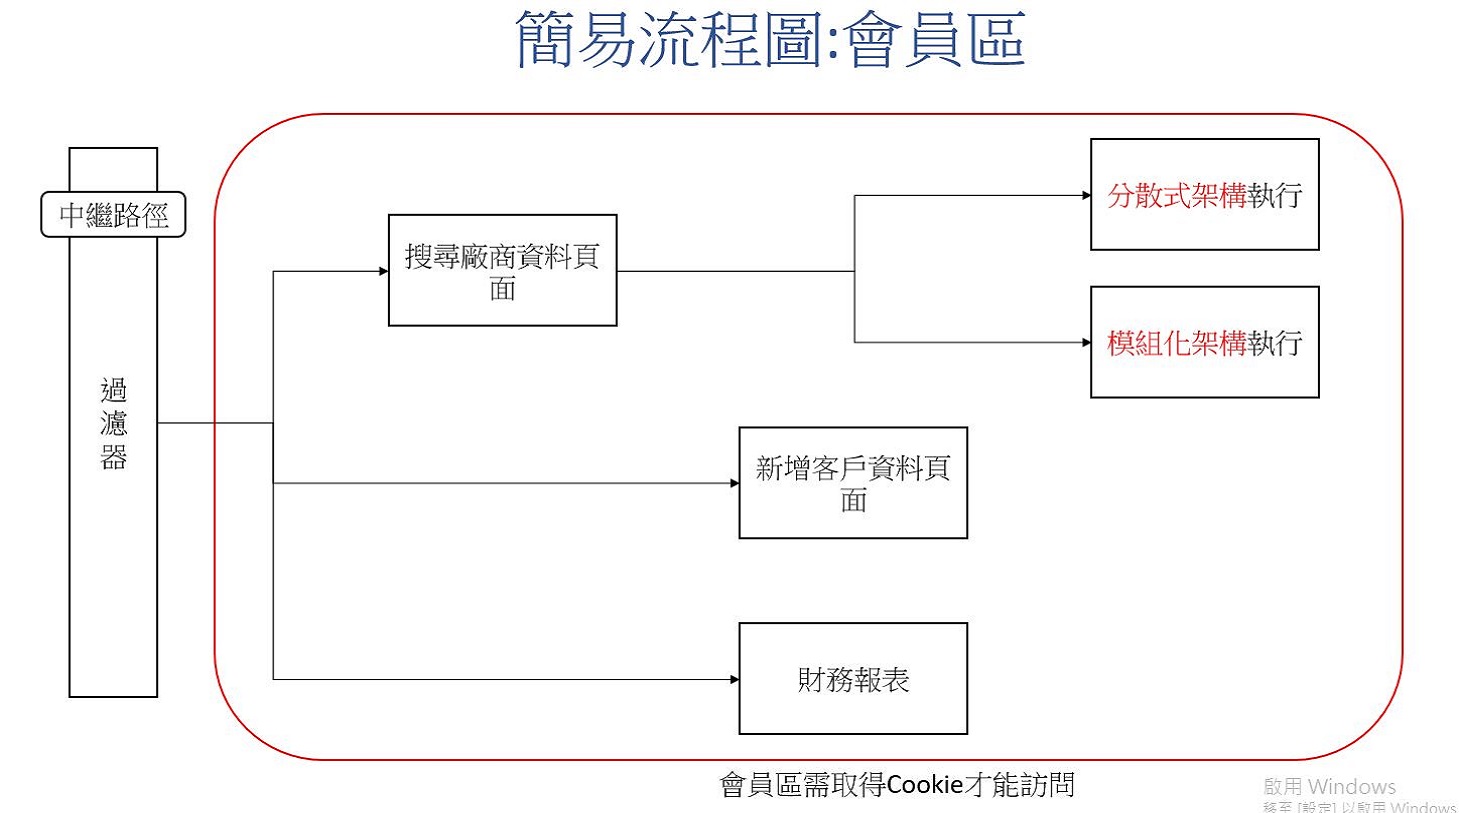 簡易流程圖:會員區
中繼路徑
過
濾
器
搜尋廠商資料頁
面
分散式架構執行
模組化架構執行
新增客戶資料頁
面
財務報表
會員區需取得Cookie才能訪問
啟用 Windows
移至 [設定] 以啟用 Windows